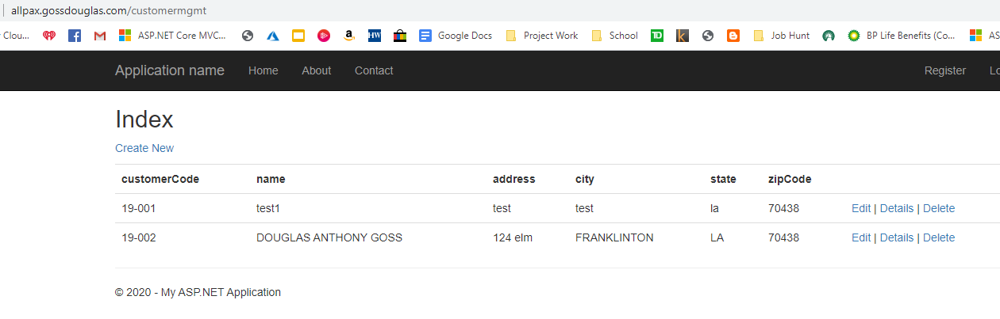 allpax.gossdouglas.com/customermgmt
Clou... ASP.NET Core MVC... Google Docs Project Work School TD k Job Hunt BP Life Benefits (Co... AS
Application name Home About Contact Register Lo
Index
Create New
customerCode name address city state zipCode
19-001 test1 test test la 70438 Edit | Details | Delete
19-002 DOUGLAS ANTHONY GOSS 124 elm FRANKLINTON LA 70438 Edit | Details | Delete
© 2020 - My ASP.NET Application